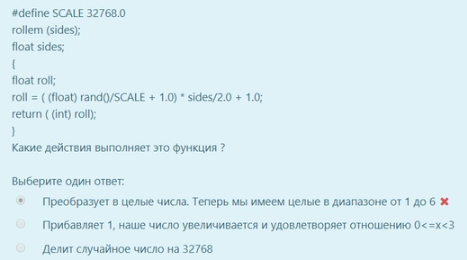 #define SCALE 32768.0
rollem (sides);
float sides;
{
float roll;
roll = ( (float) rand()/SCALE + 1.0) * sides/2.0 + 1.0;
return ( (int) roll);
}
Какие действия выполняет это функция ?
Выберите один ответ:
Преобразует в целые числа. Теперь мы имеем целые в диапазоне от 1 до 6
Прибавляет 1, наше число увеличивается и удовлетворяет отношению 0<=x<3
Делит случайное число на 32768